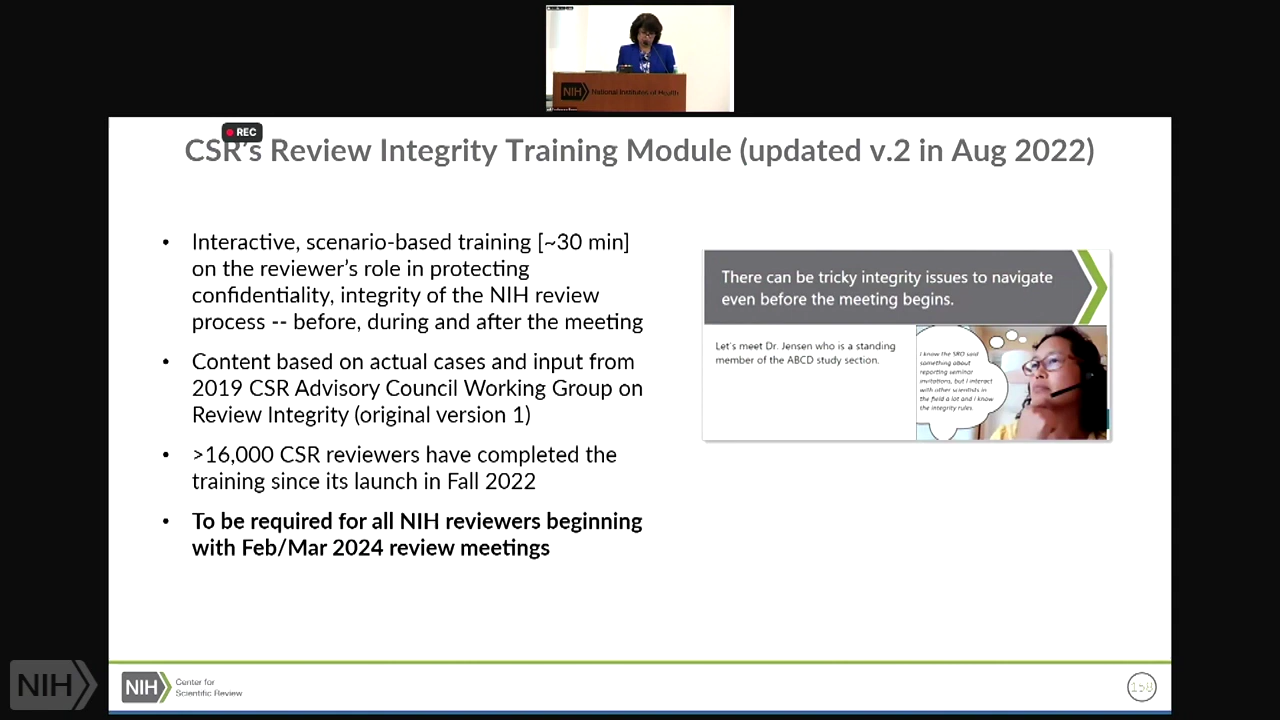 NIH National Institutes of Health
REC
CSR's Review Integrity Training Module (updated v.2 in Aug 2022)
• Interactive, scenario-based training [~30 min]
on the reviewer's role in protecting
confidentiality, integrity of the NIH review
process -- before, during and after the meeting
• Content based on actual cases and input from
2019 CSR Advisory Council Working Group on
Review Integrity (original version 1)
• >16,000 CSR reviewers have completed the
training since its launch in Fall 2022
• To be required for all NIH reviewers beginning
with Feb/Mar 2024 review meetings
There can be tricky integrity issues to navigate
even before the meeting begins.
Let's meet Dr. Jensen who is a standing
member of the ABCD study section.
I know the SRO said
something about
reporting seminar
invitations, but I interact
with other scientists in
the field a lot and I know
the integrity rules.
NIH
NIH
Center for
Scientific Review